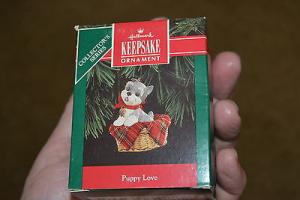 COLLECTOR'S
SERIES
Hallmark
KEEPSAKE
ORNAMENT
Puppy Love